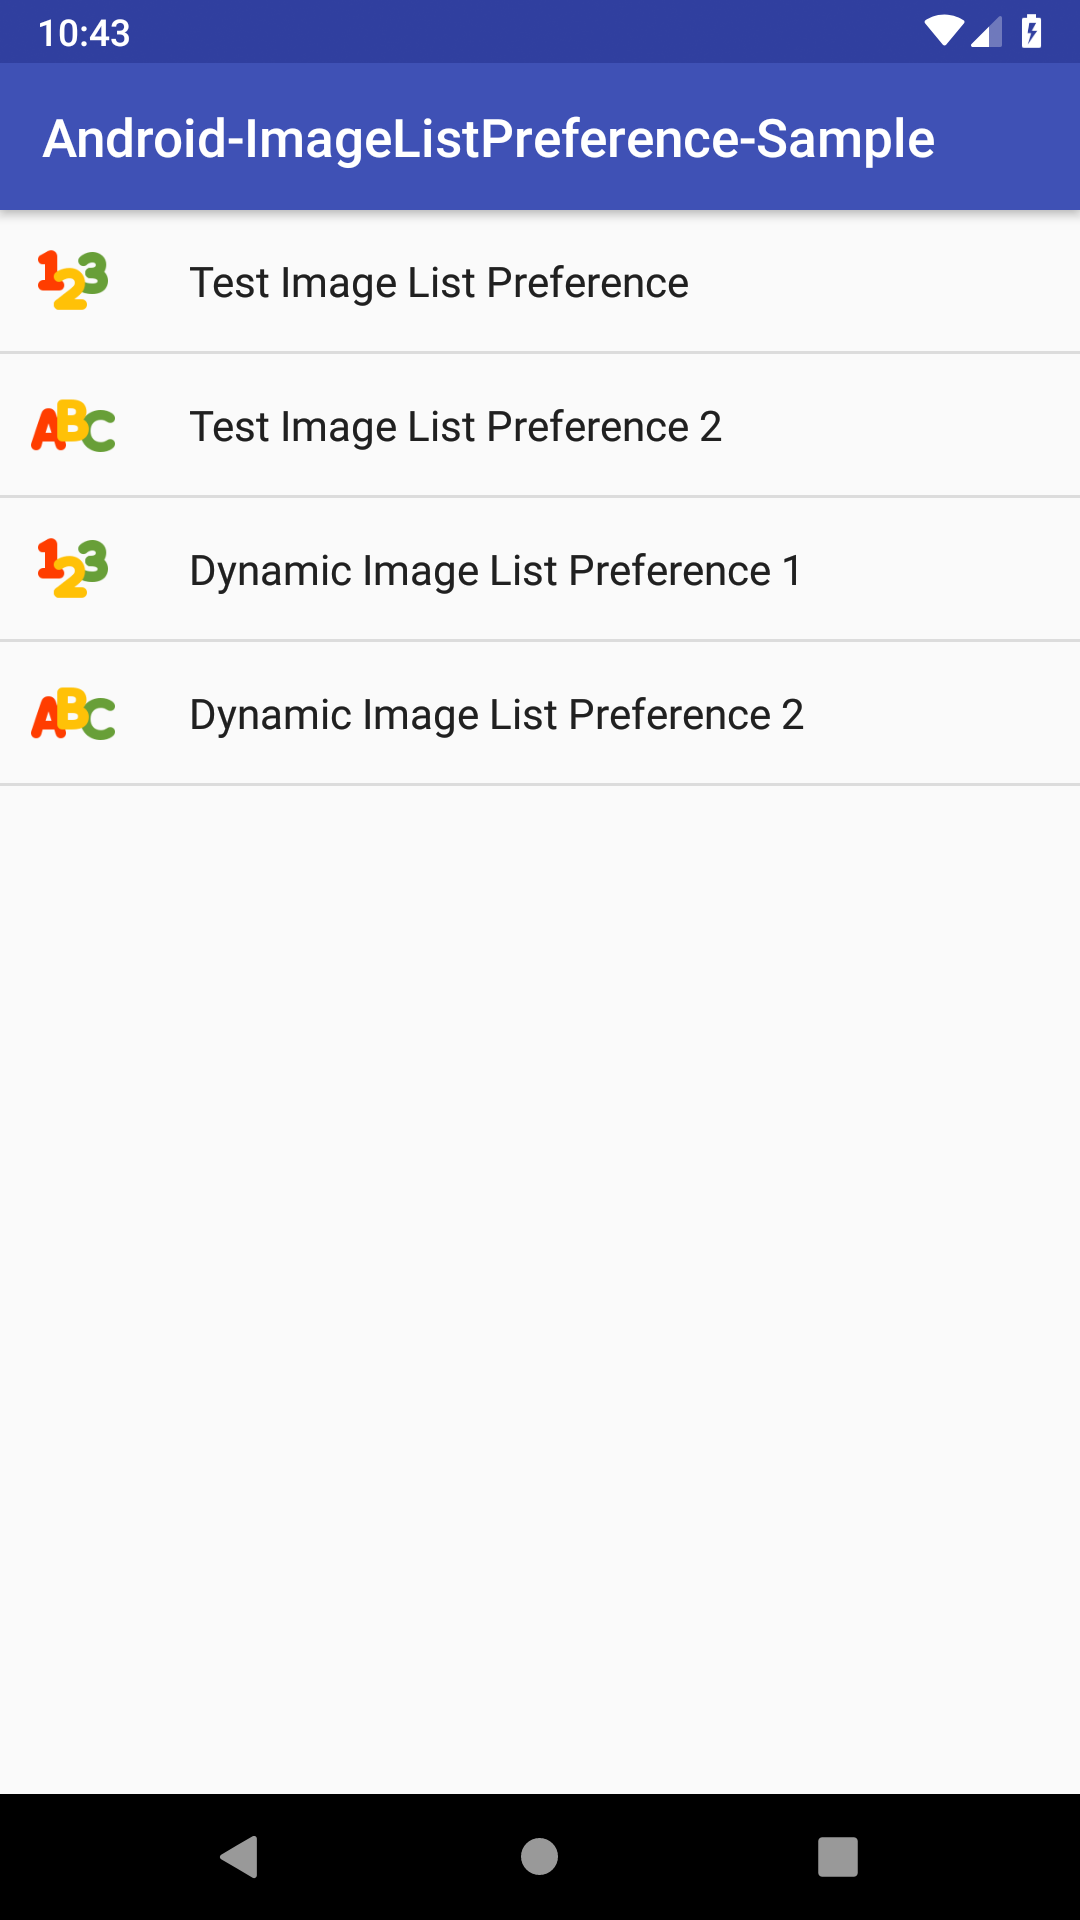 10:43
Android-ImageListPreference-Sample
123
Test Image List Preference
ABC
Test Image List Preference 2
123
Dynamic Image List Preference 1
ABC
Dynamic Image List Preference 2